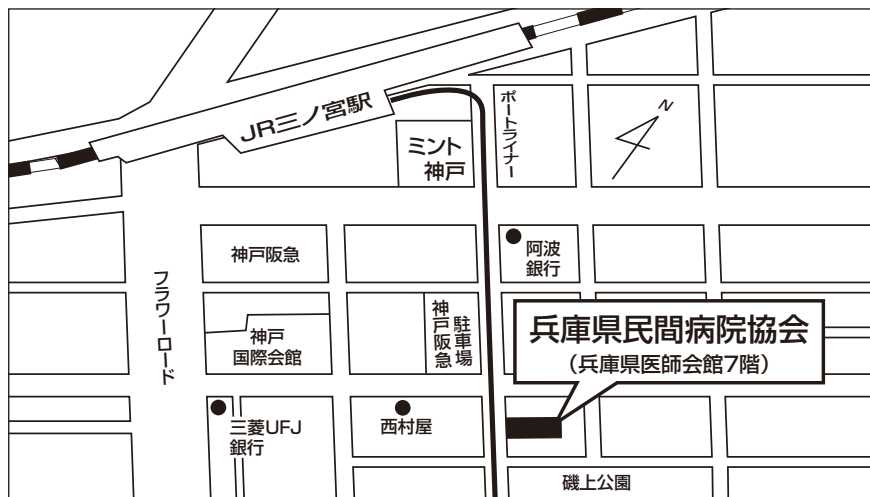 JR三ノ宮駅
ミント
神戸
ポートライナー
N
神戸阪急
阿波
銀行
フラワーロード
神戸
国際会館
神戸阪急
駐車場
兵庫県民間病院協会
(兵庫県医師会館7階)
三菱UFJ
銀行
西村屋
磯上公園